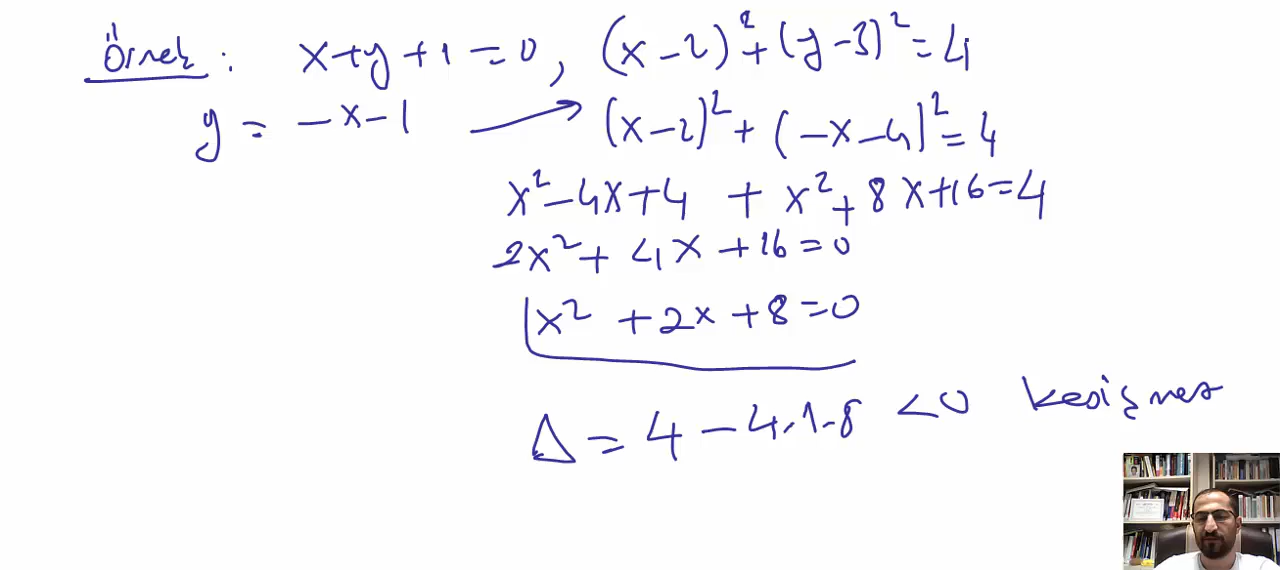 Örnek : x+y+1=0, (x-2)²+(y-3)²=4
y = -x-1 → (x-2)²+(-x-4)²=4
x²-4x+4 + x²+8x+16=4
2x²+4x+16=0
x²+2x+8=0
Δ=4-4.1.8 <0 kesişmez